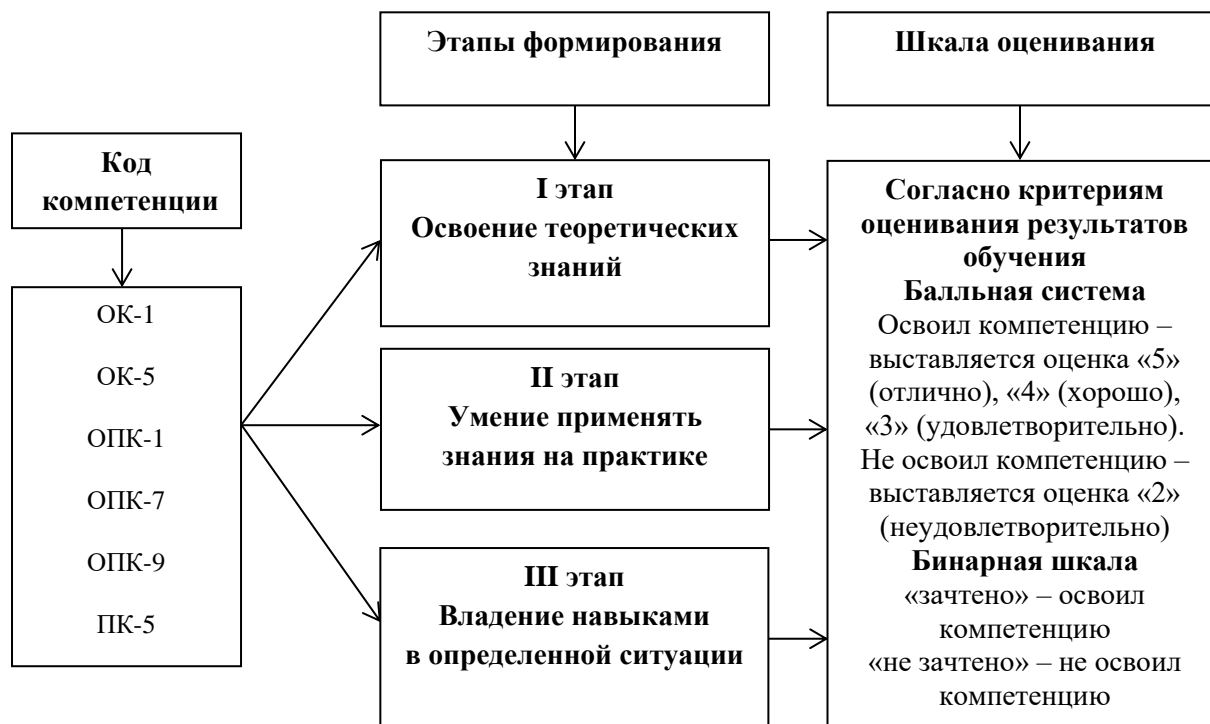 Этапы формирования
Шкала оценивания
Код
компетенции
ОК-1
ОК-5
ОПК-1
ОПК-7
ОПК-9
ПК-5
I этап
Освоение теоретических
знаний
II этап
Умение применять
знания на практике
III этап
Владение навыками
в определенной ситуации
Согласно критериям
оценивания результатов
обучения
Балльная система
Освоил компетенцию –
выставляется оценка «5»
(отлично), «4» (хорошо),
«3» (удовлетворительно).
Не освоил компетенцию –
выставляется оценка «2»
(неудовлетворительно)
Бинарная шкала
«зачтено» – освоил
компетенцию
«не зачтено» – не освоил
компетенцию